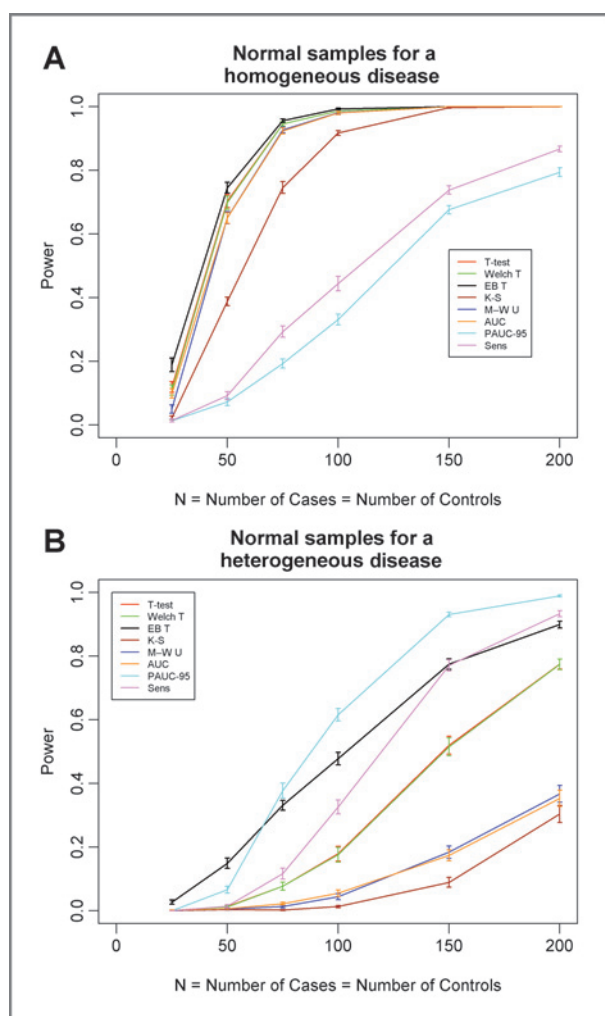 A
Normal samples for a
homogeneous disease
1.0
0.8
0.6
0.4
0.2
0.0
Power
T-test
Welch T
EB T
K-S
M–W U
AUC
PAUC-95
Sens
0 50 100 150 200
N = Number of Cases = Number of Controls
B
Normal samples for a
heterogeneous disease
1.0
0.8
0.6
0.4
0.2
0.0
Power
T-test
Welch T
EB T
K-S
M–W U
AUC
PAUC-95
Sens
0 50 100 150 200
N = Number of Cases = Number of Controls